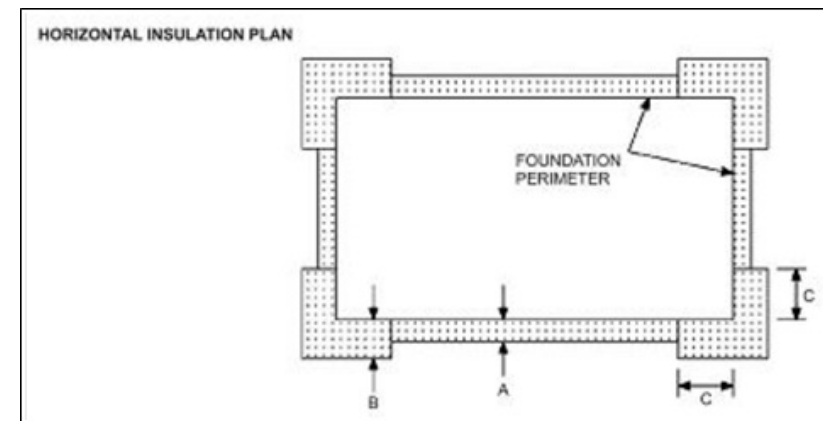 HORIZONTAL INSULATION PLAN
FOUNDATION
PERIMETER
C
A
C
B